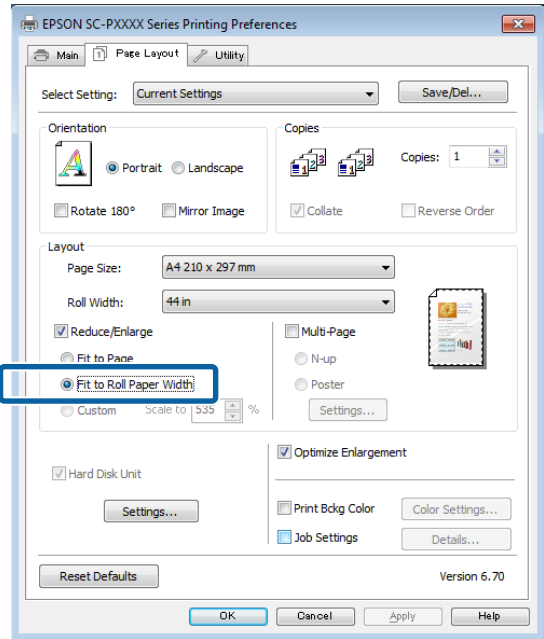 EPSON SC-PXXXX Series Printing Preferences
Main Page Layout Utility
Select Setting: Current Settings Save/Del...
Orientation
Portrait Landscape
Rotate 180° Mirror Image
Copies
Copies: 1
Collate Reverse Order
Layout
Page Size: A4 210 x 297 mm
Roll Width: 44 in
Reduce/Enlarge
Fit to Page
Fit to Roll Paper Width
Custom Scale to 535 %
Multi-Page
N-up
Poster
Settings...
Hard Disk Unit
Settings...
Optimize Enlargement
Print Bckg Color Color Settings...
Job Settings Details...
Reset Defaults Version 6.70
OK Cancel Apply Help